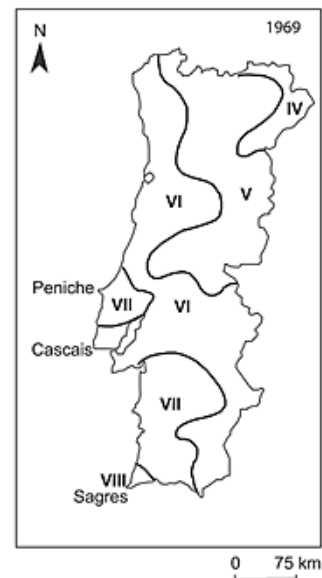 1969
N
IV
V
VI
Peniche
VII
VI
Cascais
VII
VIII
Sagres
0 75 km